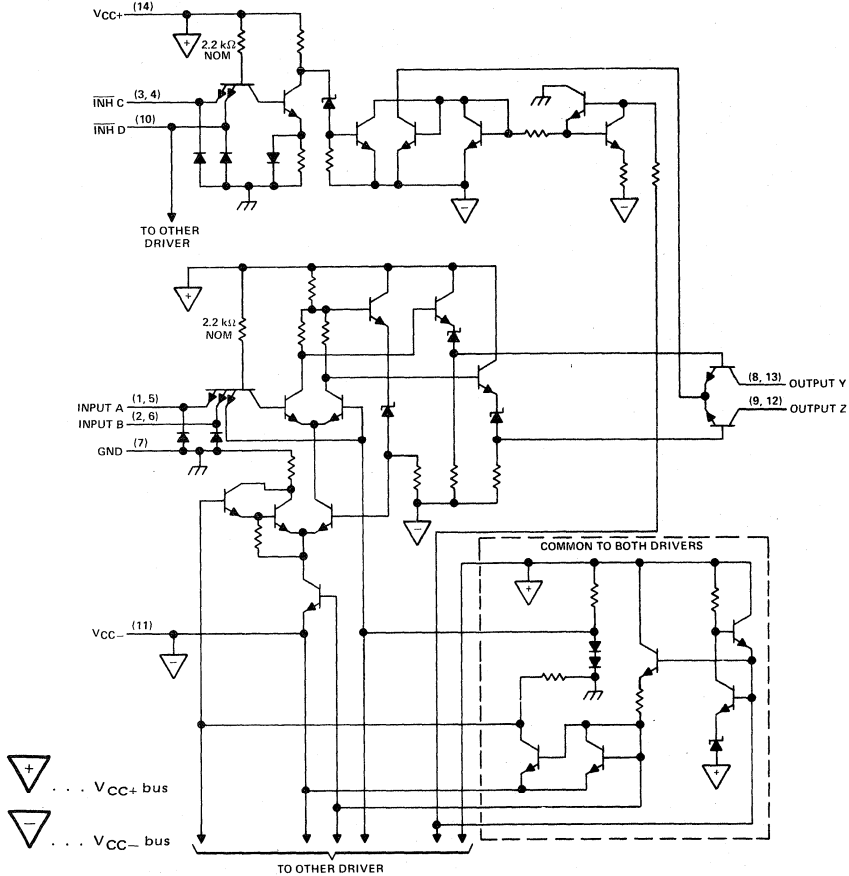 VCC+ (14)
2.2 kΩ
NOM
INH C (3, 4)
INH D (10)
TO OTHER
DRIVER
2.2 kΩ
NOM
INPUT A (1, 5)
INPUT B (2, 6)
GND (7)
(8, 13) OUTPUT Y
(9, 12) OUTPUT Z
COMMON TO BOTH DRIVERS
VCC− (11)
+ ... VCC+ bus
− ... VCC− bus
TO OTHER DRIVER